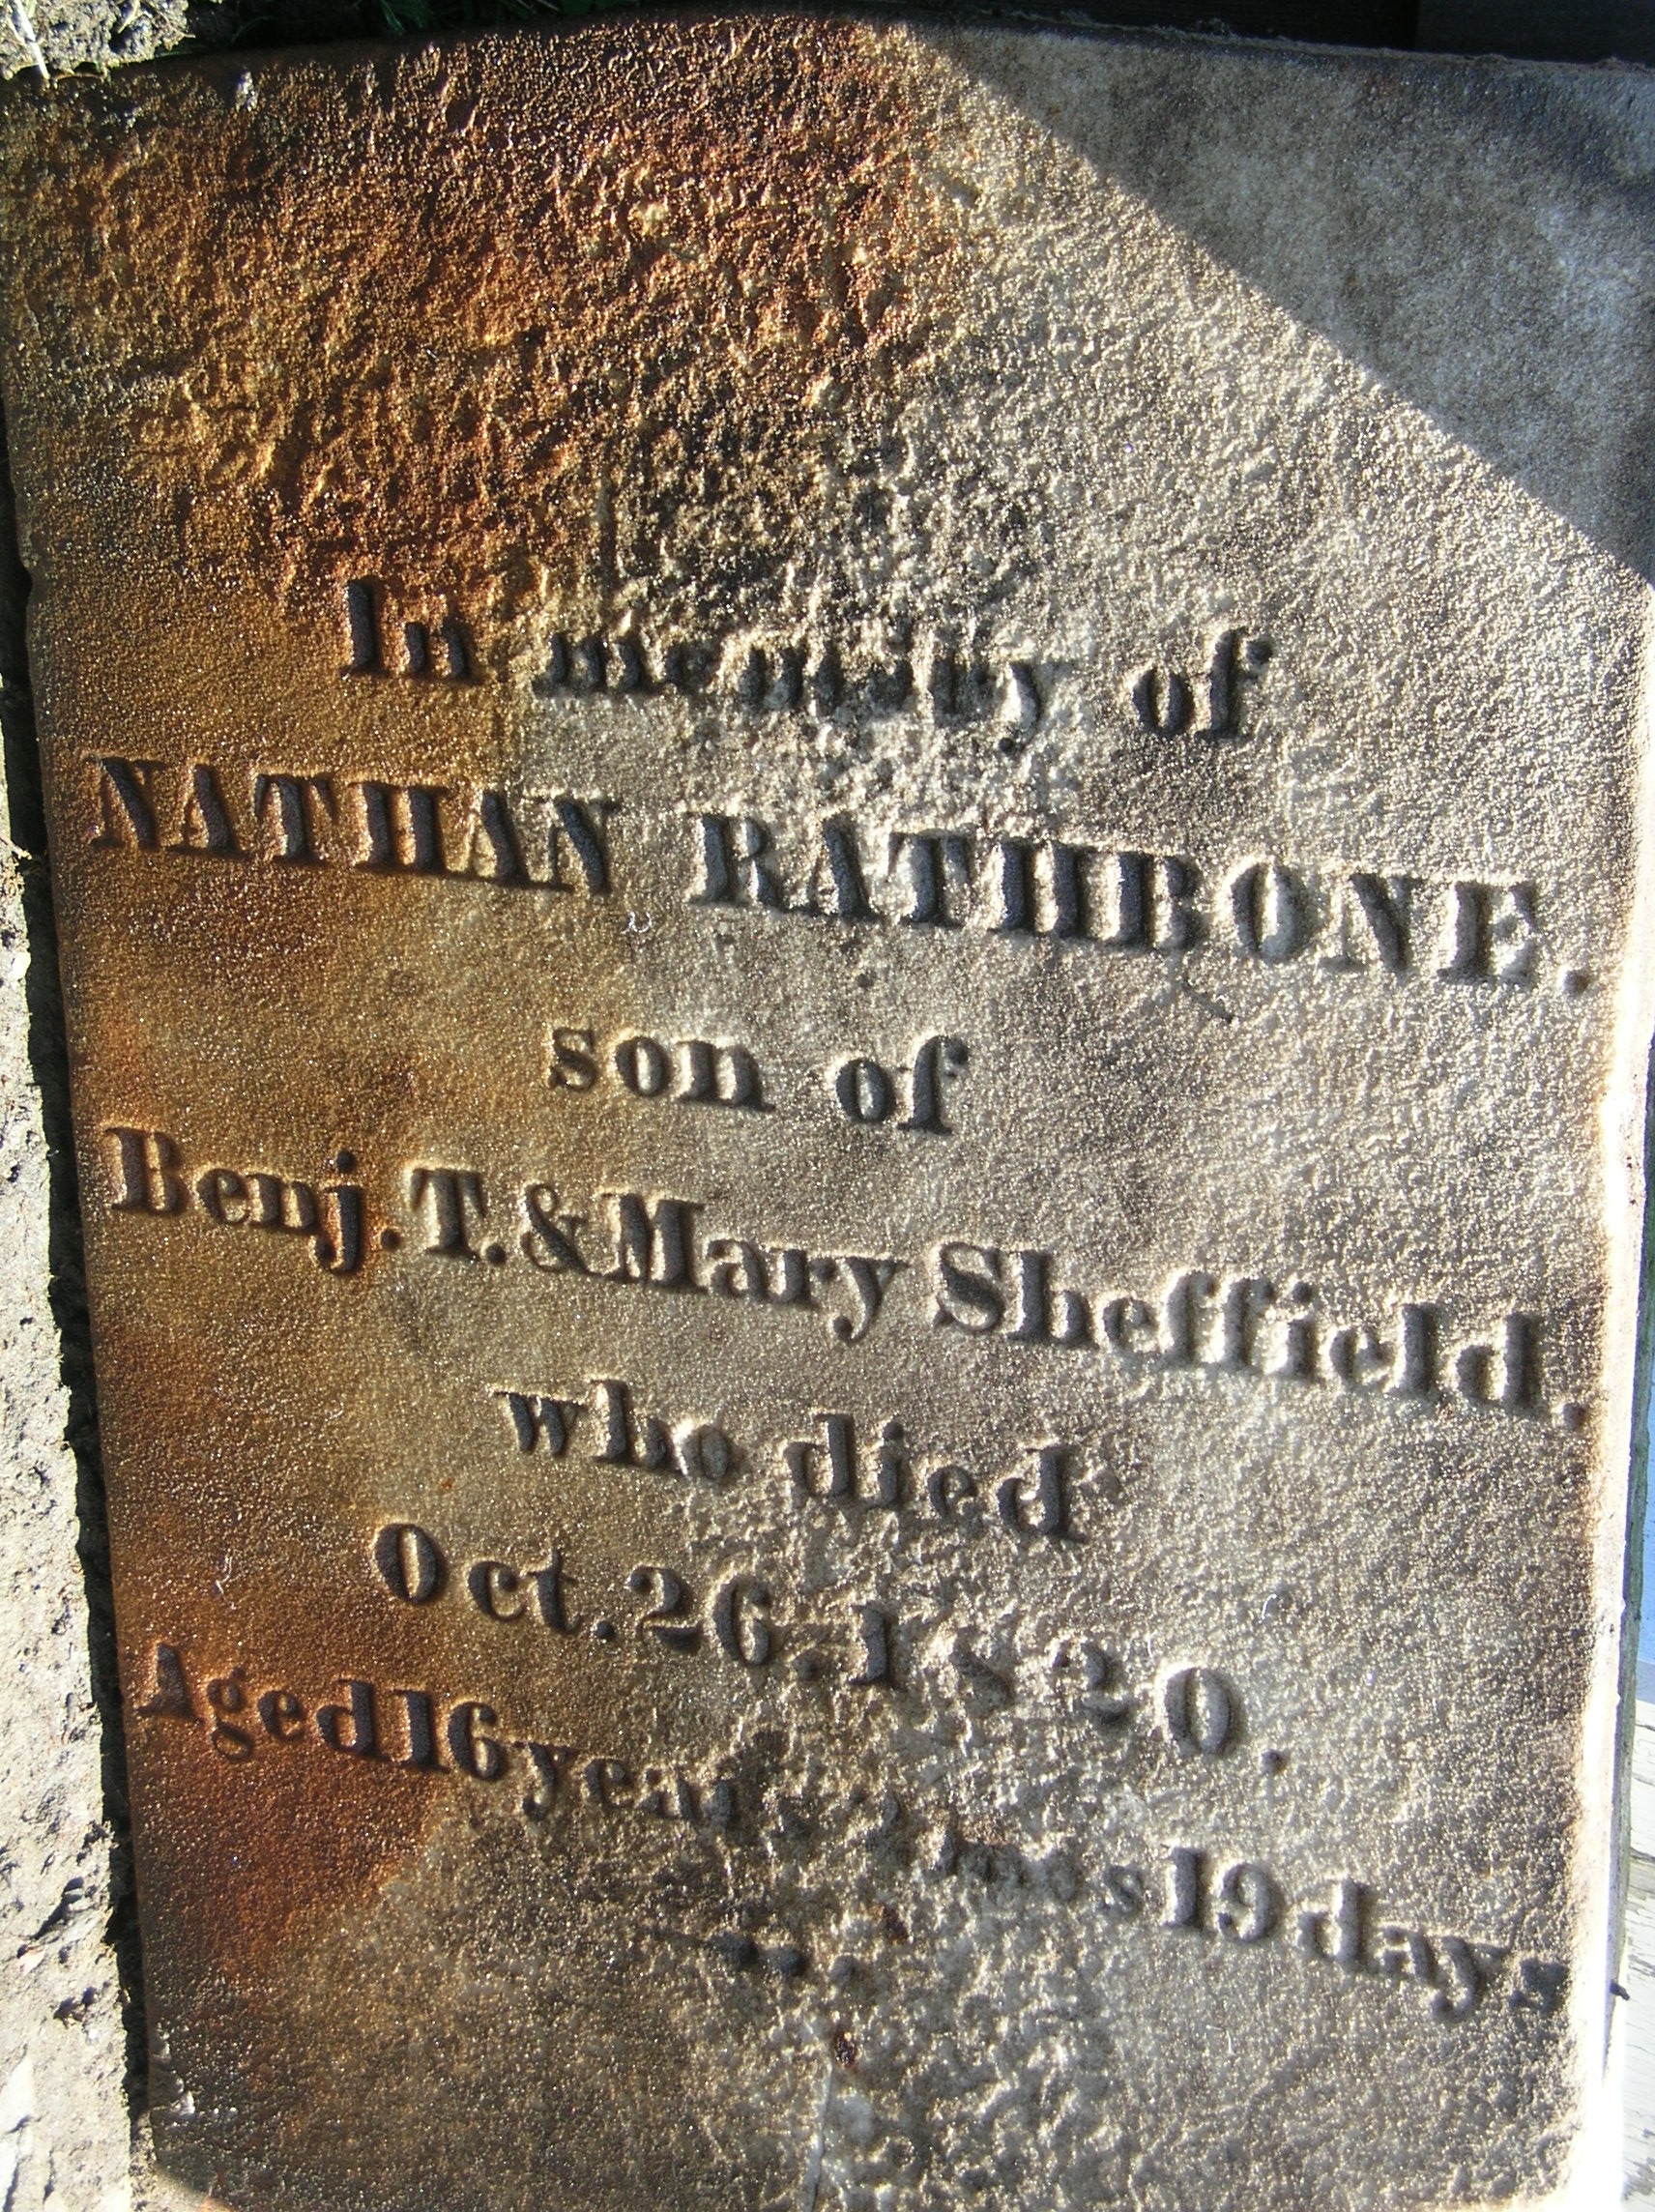 In memory of
NATHAN RATHBONE.
son of
Benj. T. & Mary Sheffield.
who died
Oct. 26. 1820.
Aged 16 years 19 days